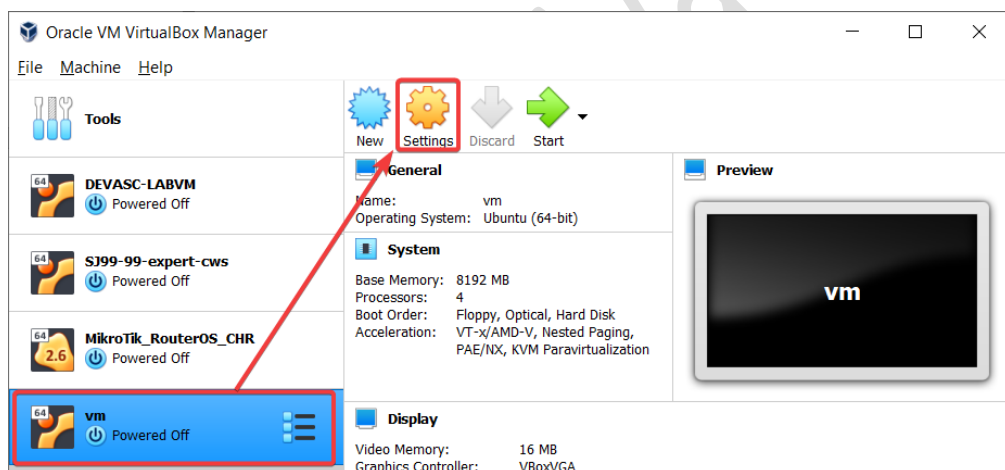 Oracle VM VirtualBox Manager
File Machine Help
Tools
64
DEVASC-LABVM
Powered Off
64
SJ99-99-expert-cws
Powered Off
64
2.6
MikroTik_RouterOS_CHR
Powered Off
64
vm
Powered Off
New Settings Discard Start
General
Name: vm
Operating System: Ubuntu (64-bit)
System
Base Memory: 8192 MB
Processors: 4
Boot Order: Floppy, Optical, Hard Disk
Acceleration: VT-x/AMD-V, Nested Paging,
PAE/NX, KVM Paravirtualization
Display
Video Memory: 16 MB
Graphics Controller: VBoxVGA
Preview
vm